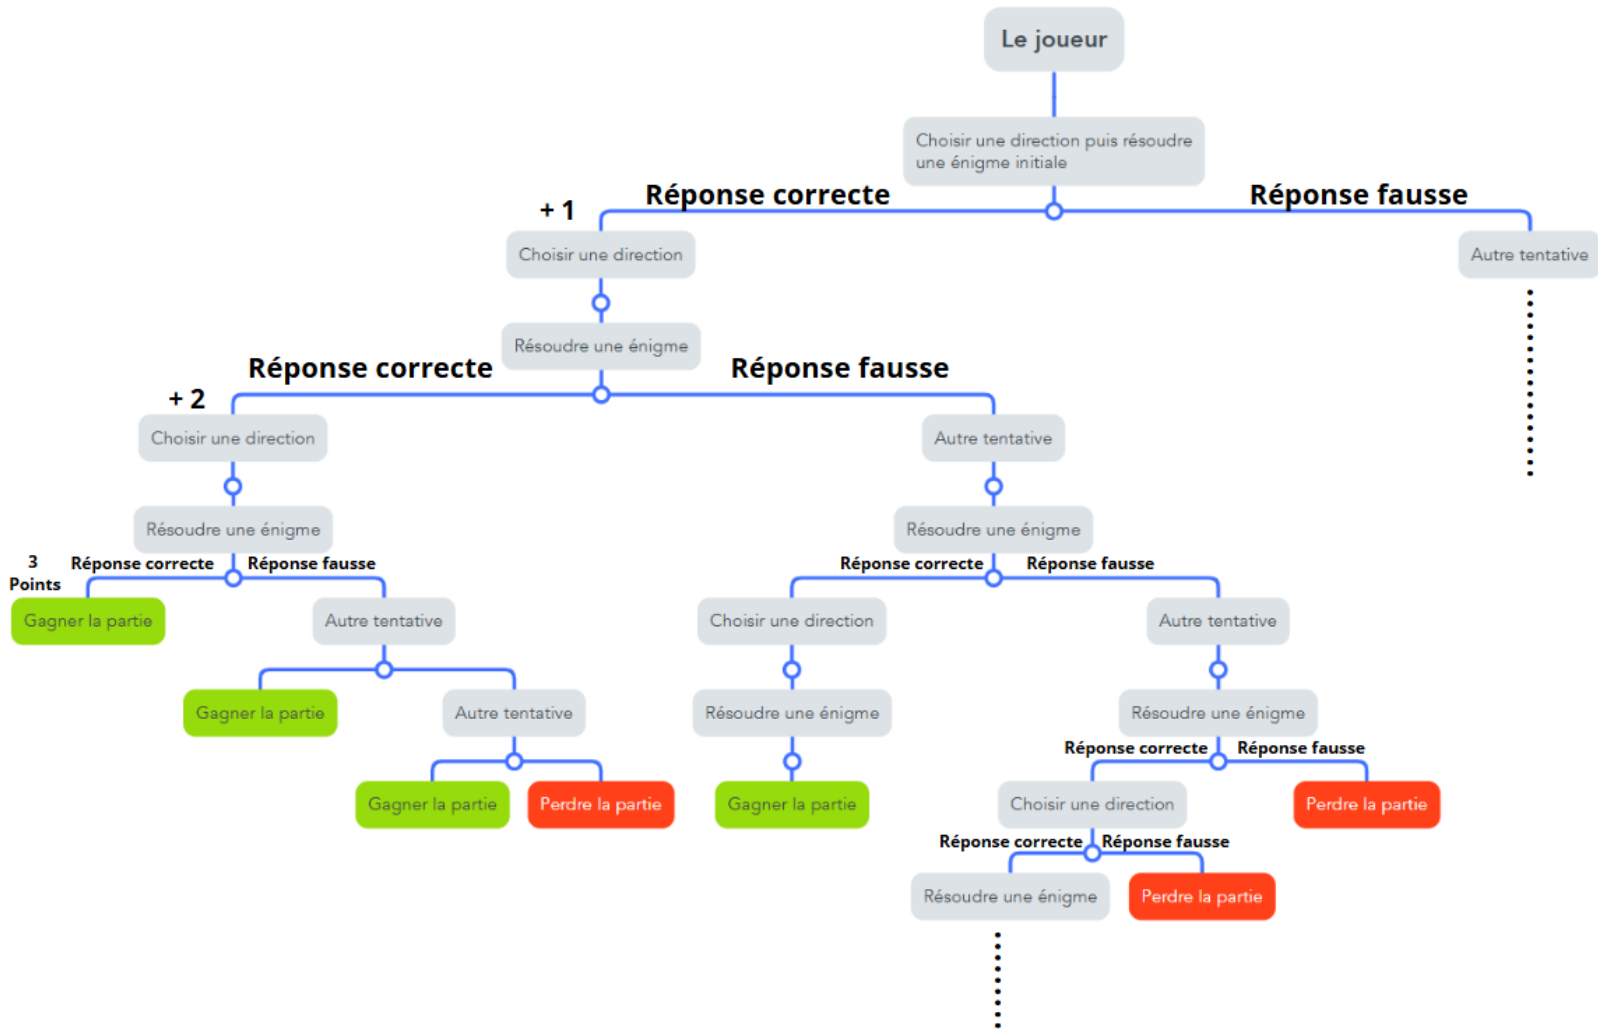 Le joueur
Choisir une direction puis résoudre
une énigme initiale
Réponse correcte
Réponse fausse
+ 1
Choisir une direction
Autre tentative
Résoudre une énigme
Réponse correcte
Réponse fausse
+ 2
Choisir une direction
Autre tentative
Résoudre une énigme
Résoudre une énigme
3
Points
Réponse correcte
Réponse fausse
Réponse correcte
Réponse fausse
Gagner la partie
Autre tentative
Choisir une direction
Autre tentative
Gagner la partie
Autre tentative
Résoudre une énigme
Résoudre une énigme
Réponse correcte
Réponse fausse
Gagner la partie
Perdre la partie
Gagner la partie
Choisir une direction
Perdre la partie
Réponse correcte
Réponse fausse
Résoudre une énigme
Perdre la partie